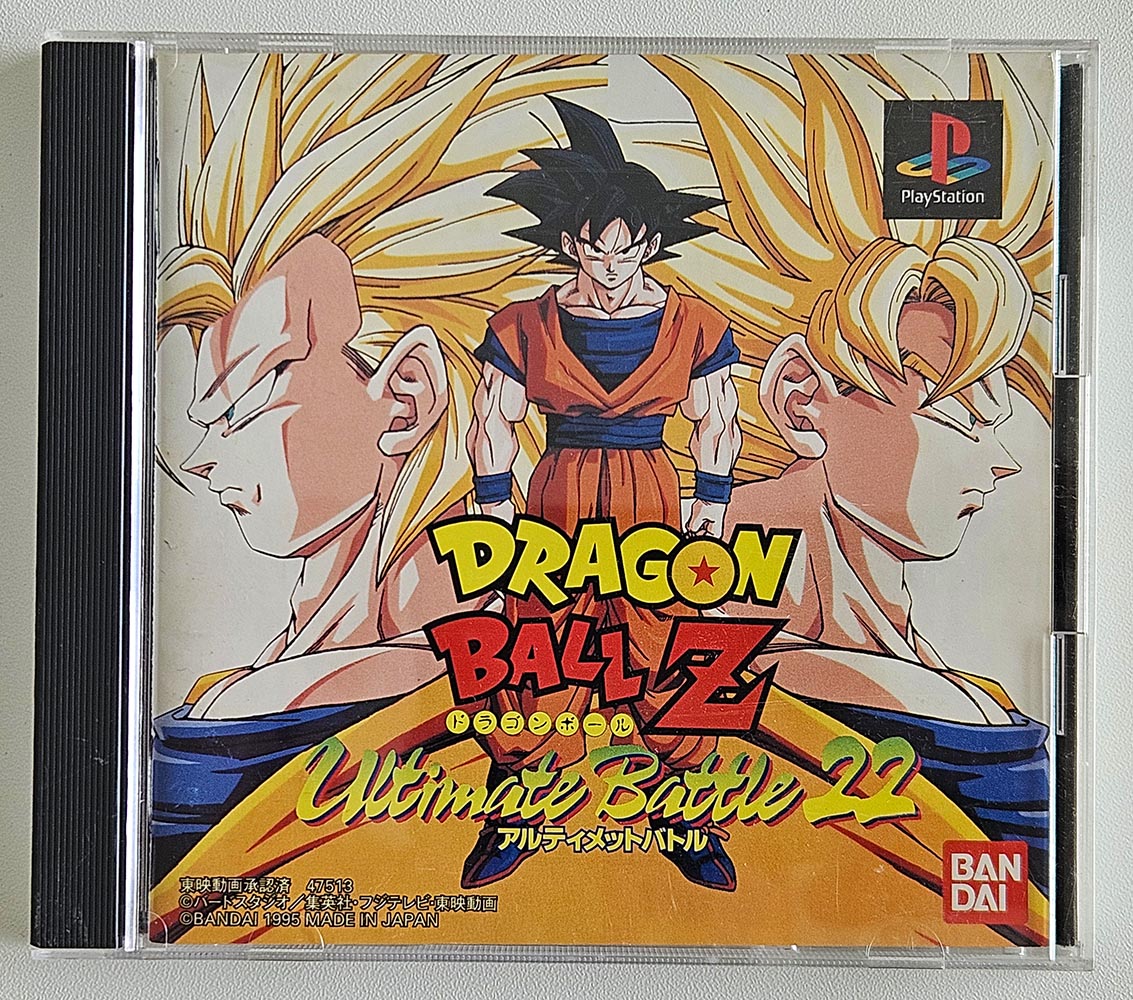 PlayStation
DRAGON
BALL Z
ドラゴンボール
Ultimate Battle 22
アルティメットバトル
BAN
DAI
東映動画承認済 47513
©バードスタジオ／集英社・フジテレビ・東映動画
©BANDAI 1995 MADE IN JAPAN